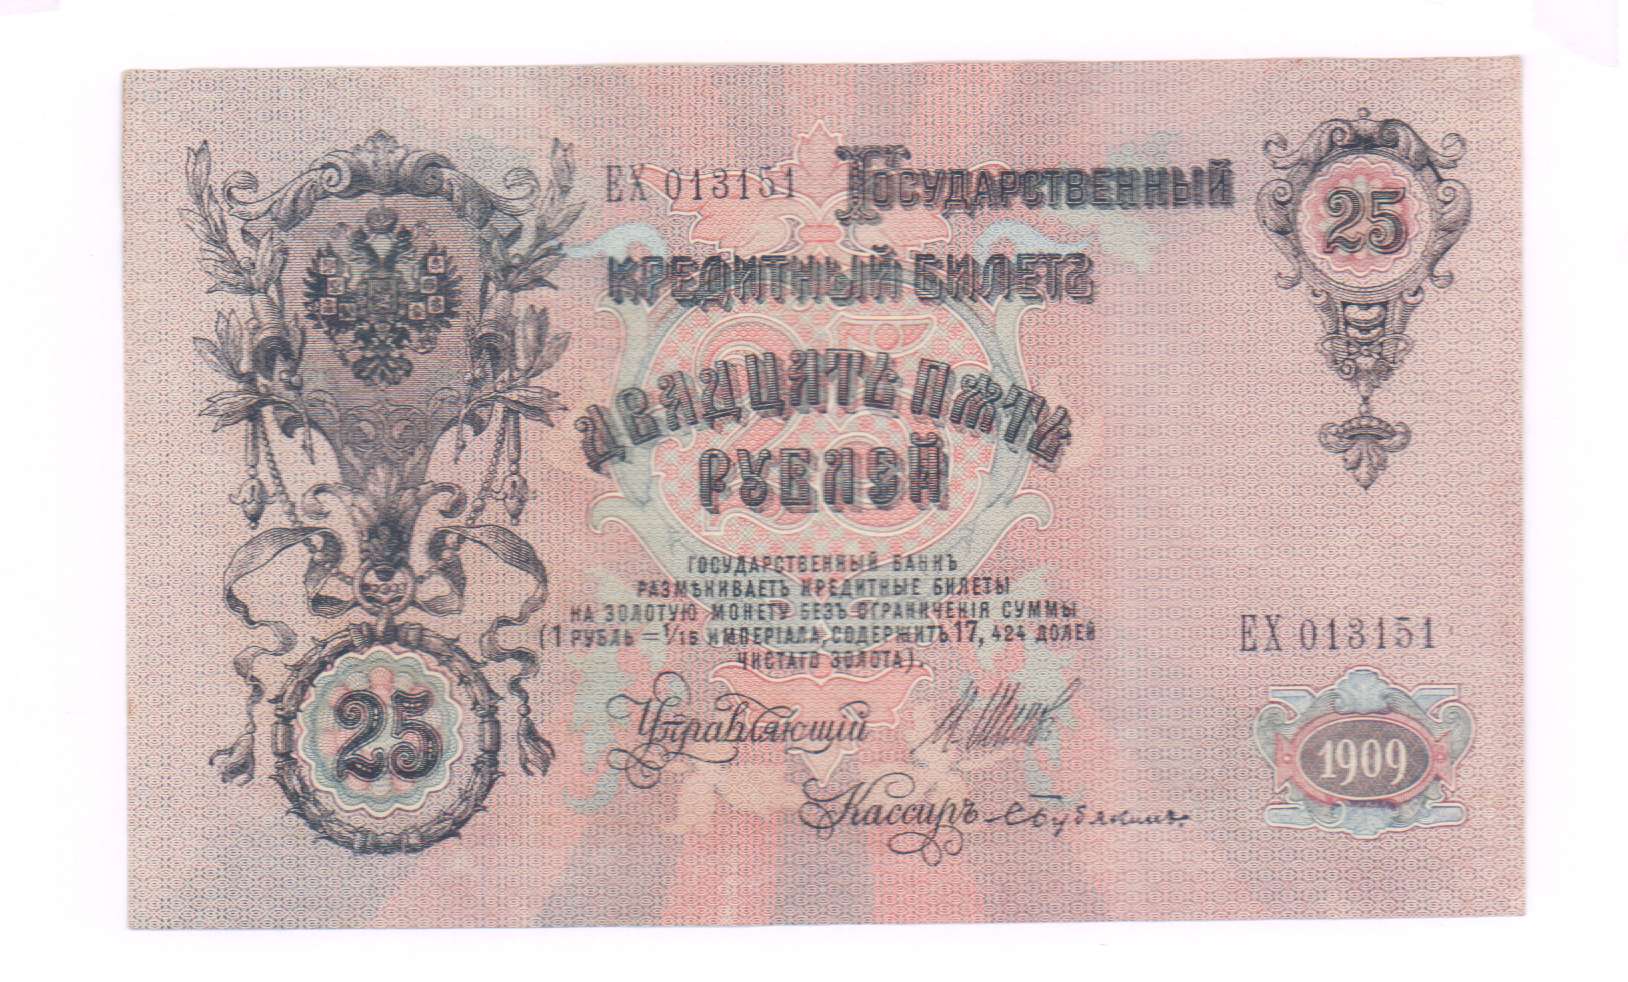 ЕХ 013151 Государственный
25
кредитный билетъ
двадцать пять
рублей
государственный банкъ
размѣниваетъ кредитные билеты
на золотую монету безъ ограниченія суммы
(1 рубль = 1/15 имперіала, содержитъ 17, 424 долей
чистаго золота).
ЕХ 013151
25
Управляющій
Кассиръ
1909